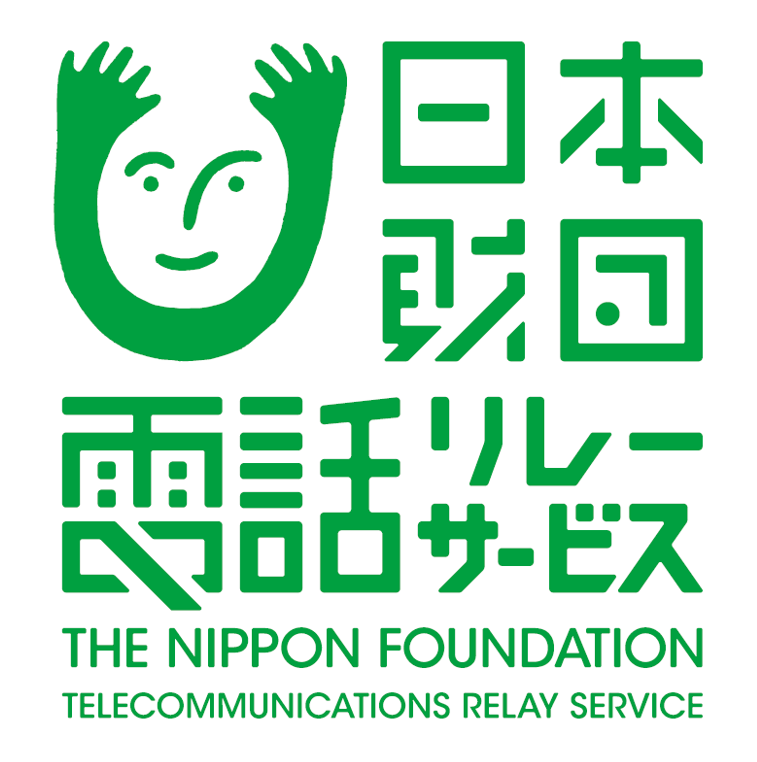 日本
財団
電話リレー
サービス
THE NIPPON FOUNDATION
TELECOMMUNICATIONS RELAY SERVICE